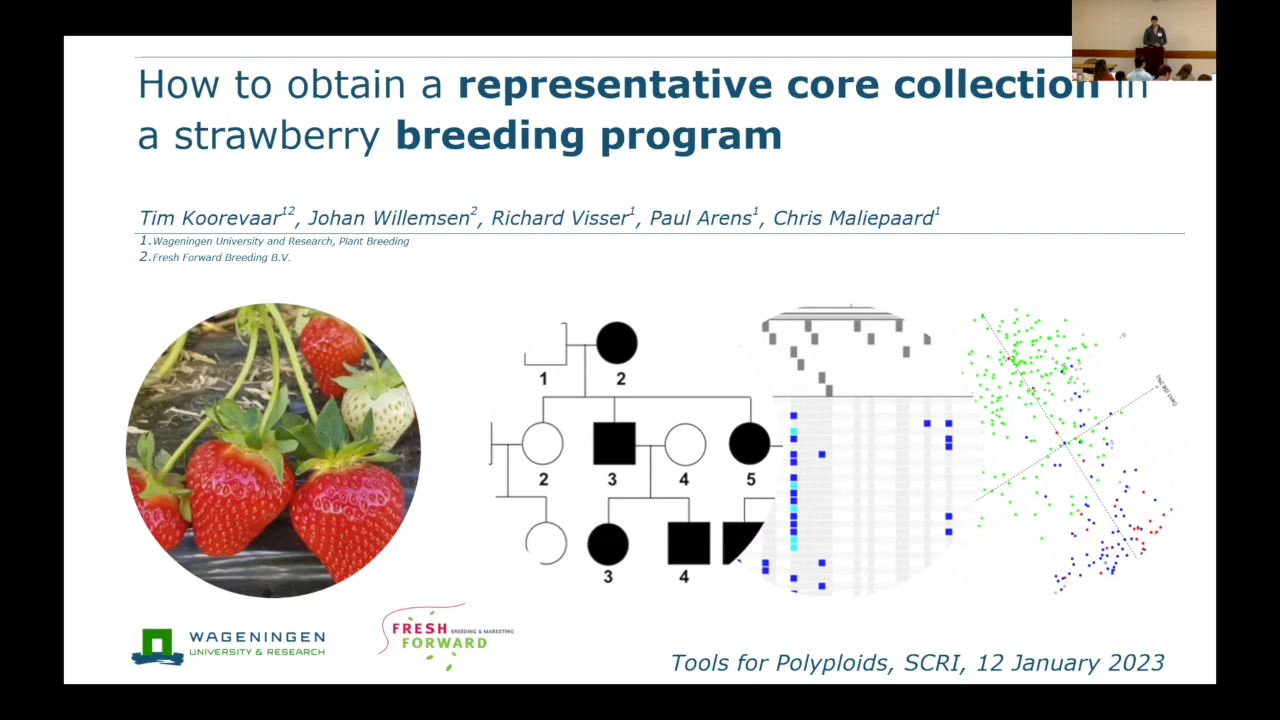 How to obtain a representative core collection in
a strawberry breeding program
Tim Koorevaar12, Johan Willemsen2, Richard Visser1, Paul Arens1, Chris Maliepaard1
1.Wageningen University and Research, Plant Breeding
2.Fresh Forward Breeding B.V.
1 2
2 3 4 5
3 4
WAGENINGEN
UNIVERSITY & RESEARCH
FRESH BREEDING & MARKETING
FORWARD
Tools for Polyploids, SCRI, 12 January 2023